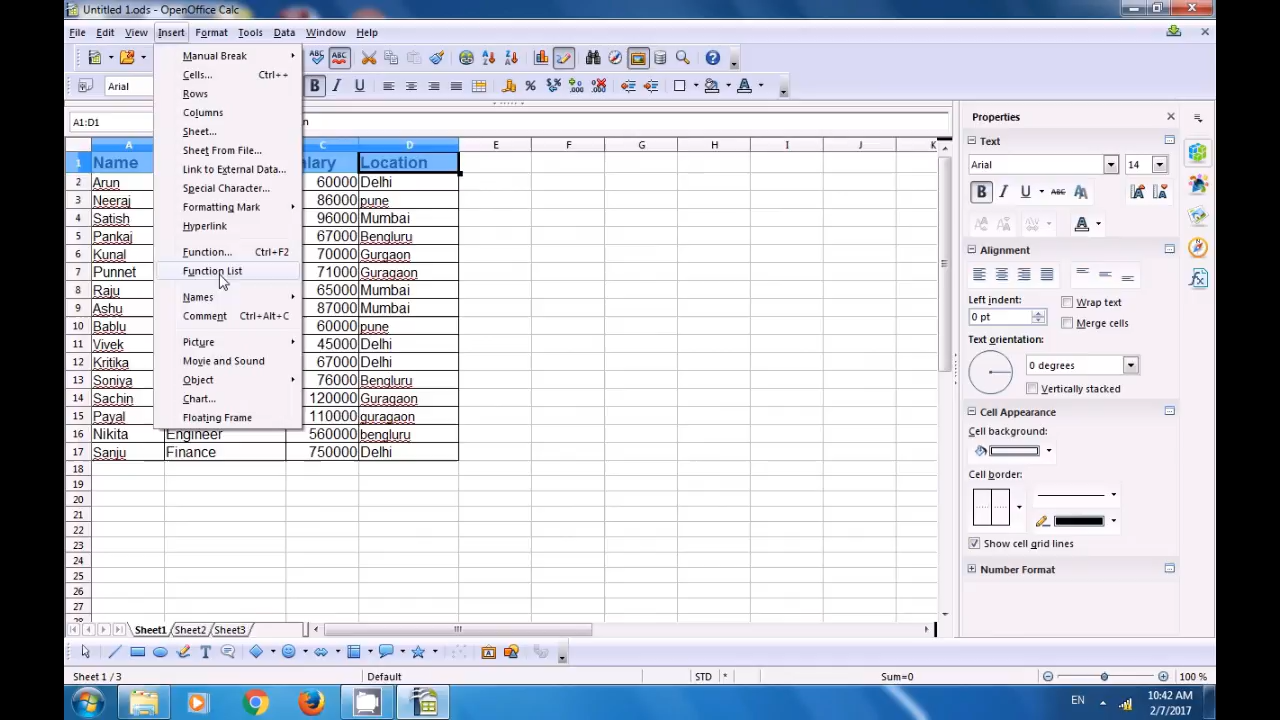 Untitled 1.ods - OpenOffice Calc
File Edit View Insert Format Tools Data Window Help
Manual Break
Cells... Ctrl++
Rows
Columns
Sheet...
Sheet From File...
Link to External Data...
Special Character...
Formatting Mark
Hyperlink
Function... Ctrl+F2
Function List
Names
Comment Ctrl+Alt+C
Picture
Movie and Sound
Object
Chart...
Floating Frame
Arial
A1:D1
A C D E F G H I J K
1 Name alary Location
2 Arun 60000 Delhi
3 Neeraj 86000 pune
4 Satish 96000 Mumbai
5 Pankaj 67000 Bengluru
6 Kunal 70000 Gurgaon
7 Punnet 71000 Guragaon
8 Raju 65000 Mumbai
9 Ashu 87000 Mumbai
10 Bablu 60000 pune
11 Vivek 45000 Delhi
12 Kritika 67000 Delhi
13 Soniya 76000 Bengluru
14 Sachin 120000 Guragaon
15 Payal 110000 guragaon
16 Nikita Engineer 560000 bengluru
17 Sanju Finance 750000 Delhi
18
19
20
21
22
23
24
25
26
27
Properties
Text
Arial 14
Alignment
Left indent: Wrap text
0 pt Merge cells
Text orientation:
0 degrees
Vertically stacked
Cell Appearance
Cell background:
Cell border:
Show cell grid lines
Number Format
Sheet1 Sheet2 Sheet3
Sheet 1 / 3 Default STD * Sum=0 100 %
EN 10:42 AM
2/7/2017